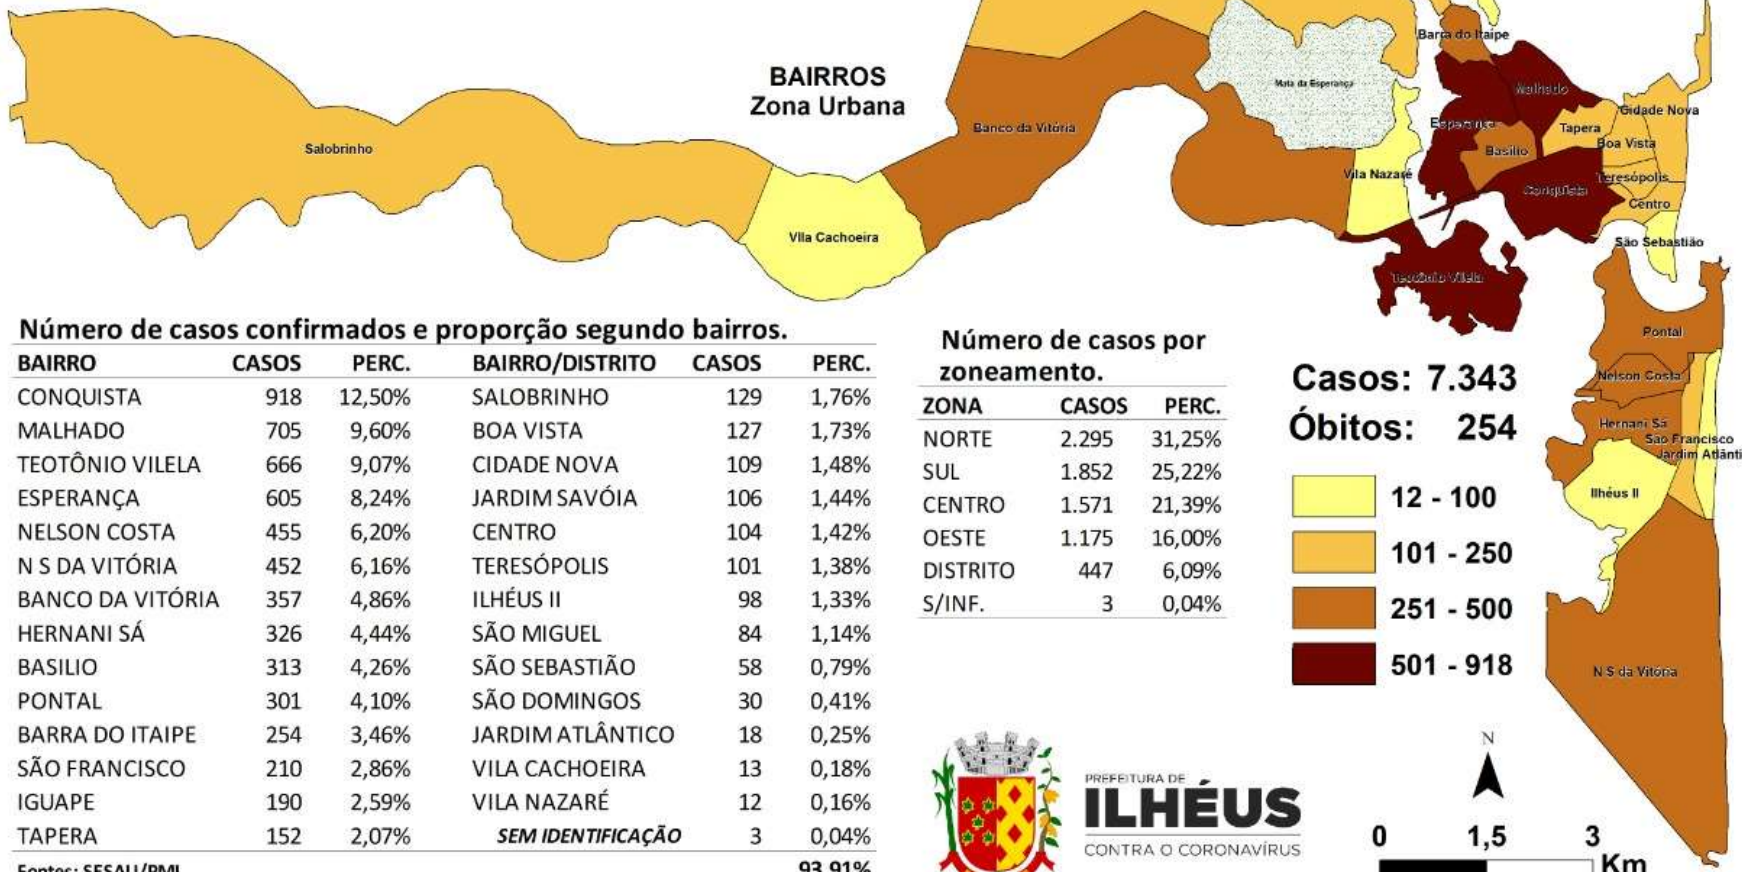 Barra do Itaipe
BAIRROS
Zona Urbana
Mata da Esperança
Malhado
Cidade Nova
Esperança
Tapera
Banco da Vitória
Boa Vista
Salobrinho
Basilio
Vila Nazaré
Teresópolis
Conquista
Centro
Vila Cachoeira
São Sebastião
Teotônio Vilela
Pontal
Nelson Costa
Hernani Sá
São Francisco
Jardim Atlânti
Ilhéus II
N S da Vitória
Número de casos confirmados e proporção segundo bairros.
BAIRRO CASOS PERC. BAIRRO/DISTRITO CASOS PERC.
CONQUISTA 918 12,50% SALOBRINHO 129 1,76%
MALHADO 705 9,60% BOA VISTA 127 1,73%
TEOTÔNIO VILELA 666 9,07% CIDADE NOVA 109 1,48%
ESPERANÇA 605 8,24% JARDIM SAVÓIA 106 1,44%
NELSON COSTA 455 6,20% CENTRO 104 1,42%
N S DA VITÓRIA 452 6,16% TERESÓPOLIS 101 1,38%
BANCO DA VITÓRIA 357 4,86% ILHÉUS II 98 1,33%
HERNANI SÁ 326 4,44% SÃO MIGUEL 84 1,14%
BASILIO 313 4,26% SÃO SEBASTIÃO 58 0,79%
PONTAL 301 4,10% SÃO DOMINGOS 30 0,41%
BARRA DO ITAIPE 254 3,46% JARDIM ATLÂNTICO 18 0,25%
SÃO FRANCISCO 210 2,86% VILA CACHOEIRA 13 0,18%
IGUAPE 190 2,59% VILA NAZARÉ 12 0,16%
TAPERA 152 2,07% SEM IDENTIFICAÇÃO 3 0,04%
Fontes: SESAU/PMI 93,91%
Número de casos por
zoneamento.
ZONA CASOS PERC.
NORTE 2.295 31,25%
SUL 1.852 25,22%
CENTRO 1.571 21,39%
OESTE 1.175 16,00%
DISTRITO 447 6,09%
S/INF. 3 0,04%
Casos: 7.343
Óbitos: 254
12 - 100
101 - 250
251 - 500
501 - 918
PREFEITURA DE
ILHÉUS
CONTRA O CORONAVÍRUS
N
0 1,5 3
Km